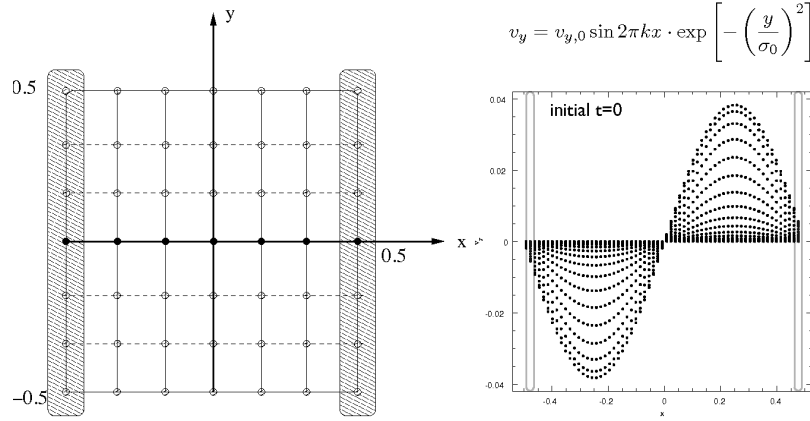 y
0.5
x
0.5
-0.5
v_y = v_{y,0} sin 2πkx · exp [ - ( y / σ_0 )^2 ]
initial t=0
0.04
0.02
0
-0.02
-0.04
-0.4
-0.2
0
0.2
0.4
x